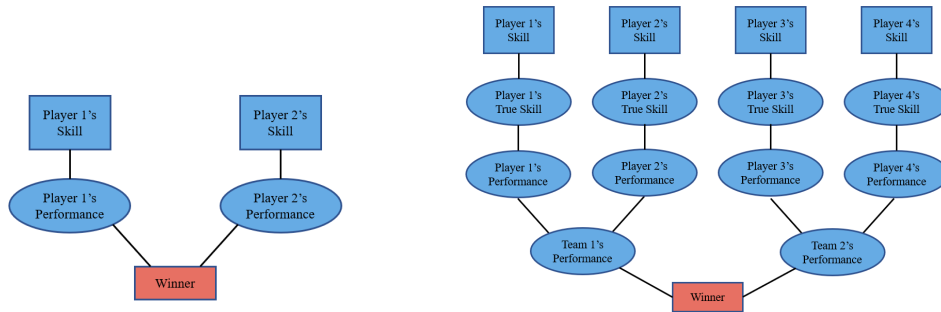 Player 1's
Skill
Player 2's
Skill
Player 1's
Performance
Player 2's
Performance
Winner
Player 1's
Skill
Player 2's
Skill
Player 3's
Skill
Player 4's
Skill
Player 1's
True Skill
Player 2's
True Skill
Player 3's
True Skill
Player 4's
True Skill
Player 1's
Performance
Player 2's
Performance
Player 3's
Performance
Player 4's
Performance
Team 1's
Performance
Team 2's
Performance
Winner